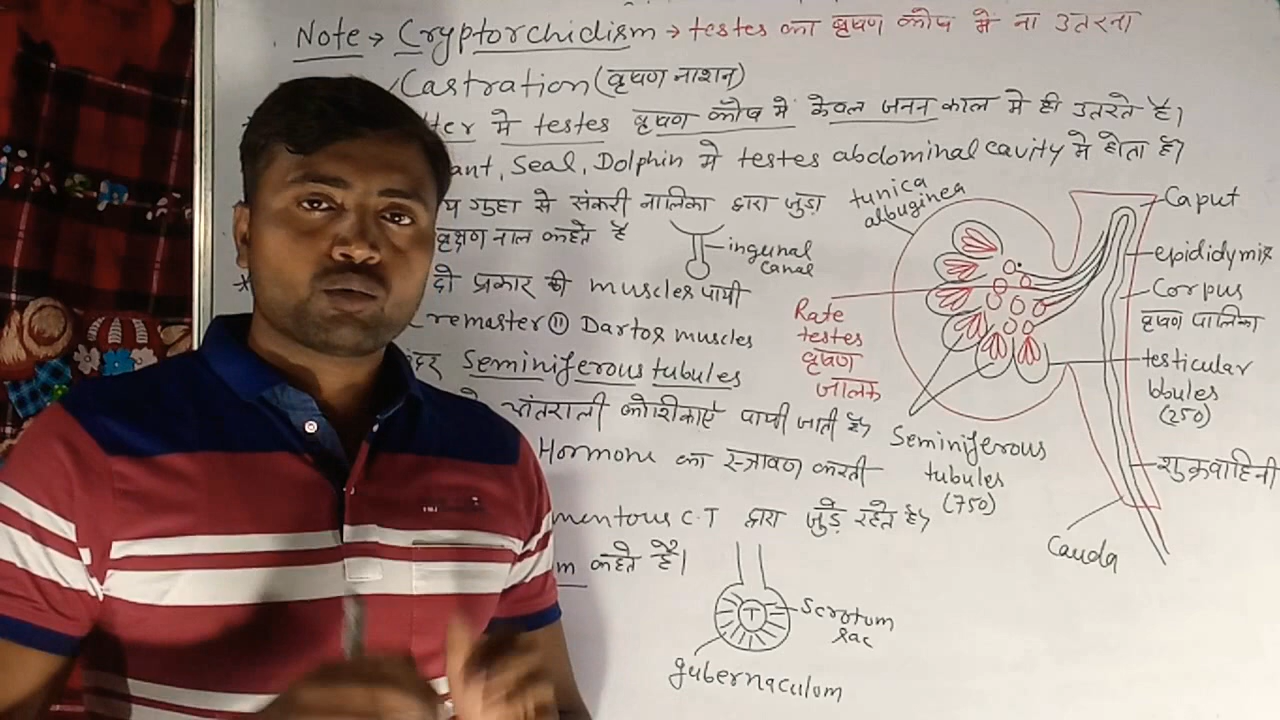 Note → Cryptorchidism → testes का वृषण कोष मे ना उतरना
Castration (वृषण नाशन)
tter मे testes वृषण कोष मे केवल जनन काल मे ही उतरते है।
ant, Seal, Dolphin मे testes abdominal cavity मे होता है।
गुहा से संकरी नालिका द्वारा जुड़ा
वृक्षण नाल कहते है
ingunal
canal
* दो प्रकार की muscles पायी
Cremaster (II) Dartos muscles
Seminiferous tubules
अंतराली कोशीकाएं पायी जाती है,
Hormone का स्त्रावण करती
mentous C.T द्वारा जुड़े रहते है,
m कहते है।
Scrotum
sac
T
gubernaculum
tunica
albuginea
Rate
testes
वृषण
जालक
Seminiferous
tubules
(750)
Caput
epididymis
Corpus
वृषण पालिका
testicular
lobules
(250)
शुक्रवाहिनी
Cauda